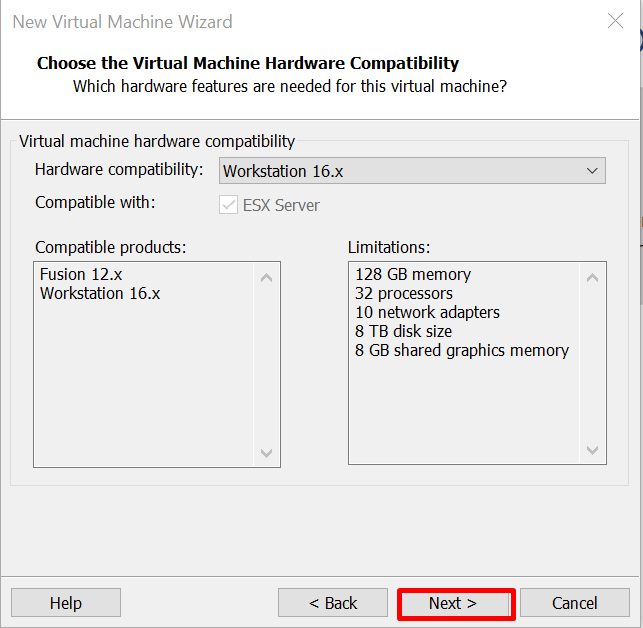 New Virtual Machine Wizard
Choose the Virtual Machine Hardware Compatibility
Which hardware features are needed for this virtual machine?
Virtual machine hardware compatibility
Hardware compatibility: Workstation 16.x
Compatible with: ESX Server
Compatible products:
Fusion 12.x
Workstation 16.x
Limitations:
128 GB memory
32 processors
10 network adapters
8 TB disk size
8 GB shared graphics memory
Help < Back Next > Cancel